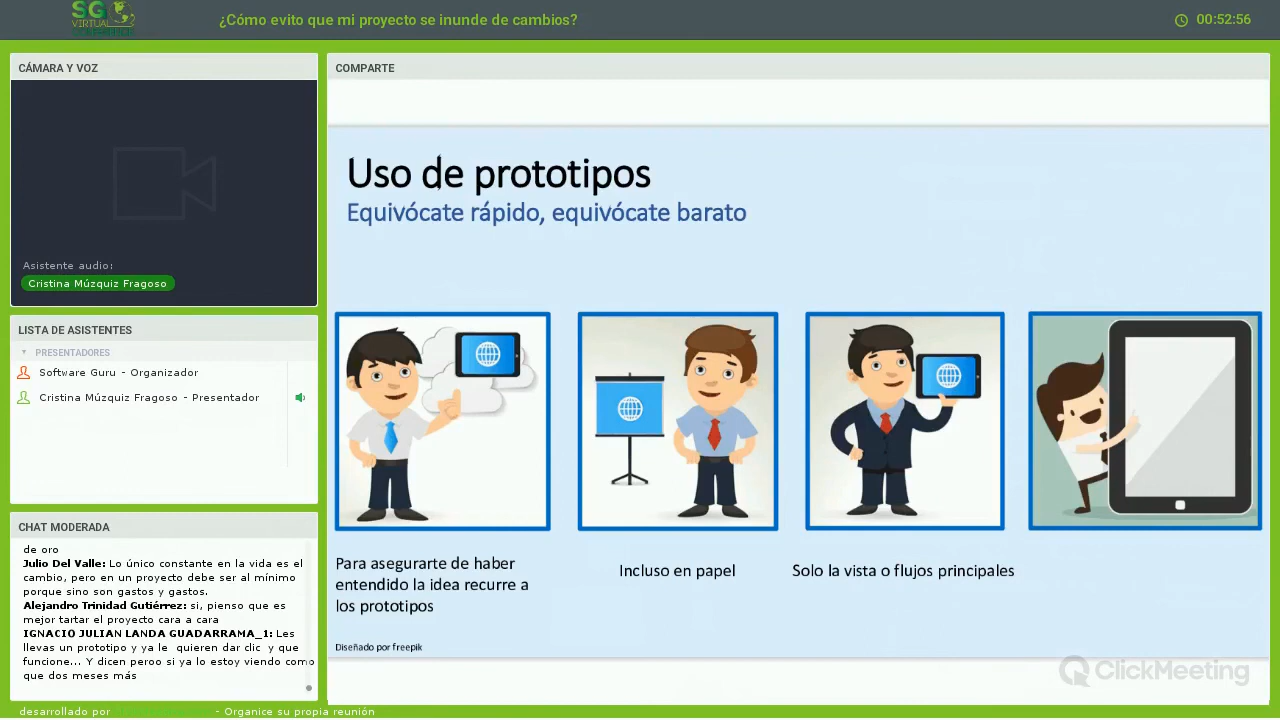 SG
VIRTUAL
¿Cómo evito que mi proyecto se inunde de cambios?
00:52:56
CÁMARA Y VOZ
Asistente audio:
Cristina Múzquiz Fragoso
LISTA DE ASISTENTES
PRESENTADORES
Software Guru - Organizador
Cristina Múzquiz Fragoso - Presentador
CHAT MODERADA
de oro
Julio Del Valle: Lo único constante en la vida es el
cambio, pero en un proyecto debe ser al mínimo
porque sino son gastos y gastos.
Alejandro Trinidad Gutiérrez: si, pienso que es
mejor tartar el proyecto cara a cara
IGNACIO JULIAN LANDA GUADARRAMA_1: Les
llevas un prototipo y ya le quieren dar clic y que
funcione... Y dicen peroo si ya lo estoy viendo como
que dos meses más
desarrollado por
- Organice su propia reunión
COMPARTE
Uso de prototipos
Equivócate rápido, equivócate barato
Para asegurarte de haber
entendido la idea recurre a
los prototipos
Incluso en papel
Solo la vista o flujos principales
Diseñado por freepik
ClickMeeting